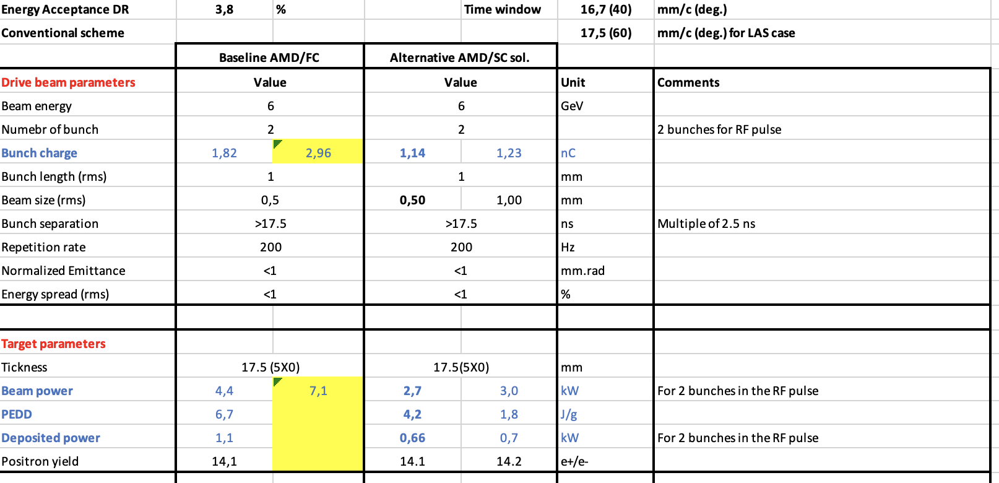 Energy Acceptance DR 3,8 % Time window 16,7 (40) mm/c (deg.)
Conventional scheme 17,5 (60) mm/c (deg.) for LAS case
Baseline AMD/FC Alternative AMD/SC sol.
Drive beam parameters Value Value Unit Comments
Beam energy 6 6 GeV
Numebr of bunch 2 2 2 bunches for RF pulse
Bunch charge 1,82 2,96 1,14 1,23 nC
Bunch length (rms) 1 1 mm
Beam size (rms) 0,5 0,50 1,00 mm
Bunch separation >17.5 >17.5 ns Multiple of 2.5 ns
Repetition rate 200 200 Hz
Normalized Emittance <1 <1 mm.rad
Energy spread (rms) <1 <1 %
Target parameters
Tickness 17.5 (5X0) 17.5(5X0) mm
Beam power 4,4 7,1 2,7 3,0 kW For 2 bunches in the RF pulse
PEDD 6,7 4,2 1,8 J/g
Deposited power 1,1 0,66 0,7 kW For 2 bunches in the RF pulse
Positron yield 14,1 14.1 14.2 e+/e-